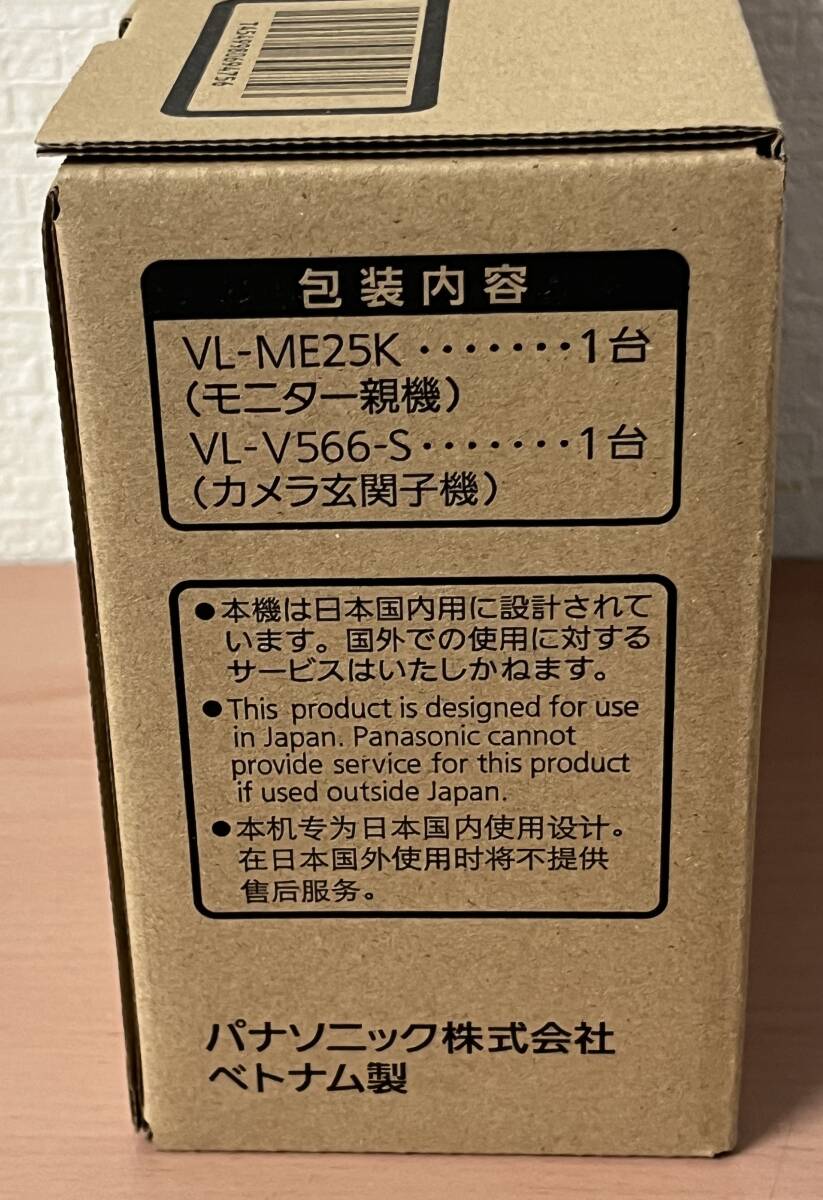 包装内容
VL-ME25K・・・・・・・1台
(モニター親機)
VL-V566-S・・・・・・・1台
(カメラ玄関子機)
●本機は日本国内用に設計されて
います。国外での使用に対する
サービスはいたしかねます。
●This product is designed for use
in Japan. Panasonic cannot
provide service for this product
if used outside Japan.
●本机专为日本国内使用设计。
在日本国外使用时将不提供
售后服务。
パナソニック株式会社
ベトナム製